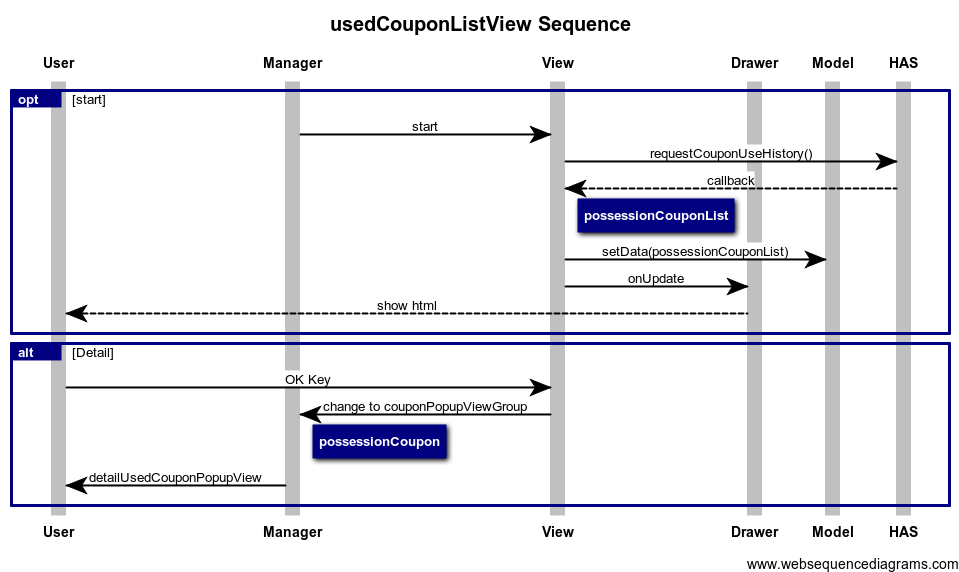 usedCouponListView Sequence
User Manager View Drawer Model HAS
opt [start]
start
requestCouponUseHistory()
callback
possessionCouponList
setData(possessionCouponList)
onUpdate
show html
alt [Detail]
OK Key
change to couponPopupViewGroup
possessionCoupon
detailUsedCouponPopupView
User Manager View Drawer Model HAS
www.websequencediagrams.com